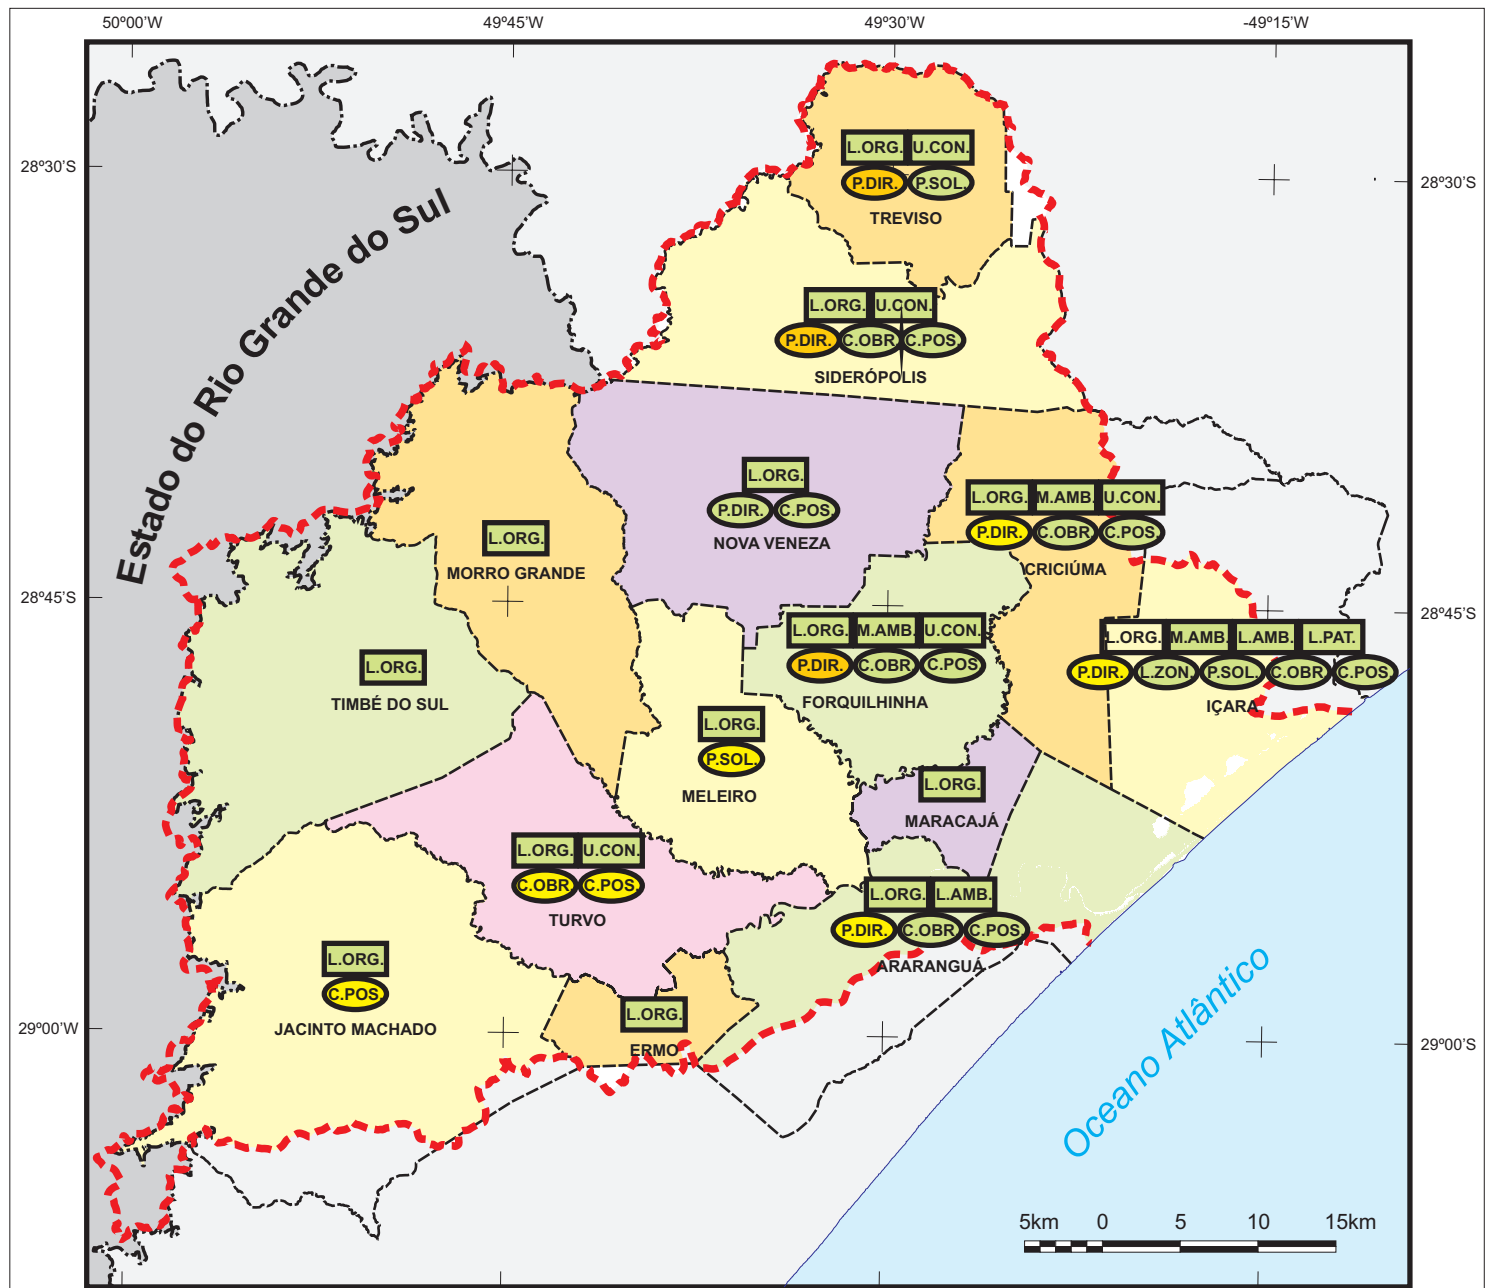 50°00'W
49°45'W
49°30'W
-49°15'W
28°30'S
28°30'S
Estado do Rio Grande do Sul
L.ORG. U.CON.
P.DIR. P.SOL.
TREVISO
L.ORG. U.CON.
P.DIR. C.OBR. C.POS.
SIDERÓPOLIS
L.ORG.
P.DIR. C.POS.
NOVA VENEZA
L.ORG. M.AMB. U.CON.
P.DIR. C.OBR. C.POS.
CRICIÚMA
L.ORG.
MORRO GRANDE
28°45'S
28°45'S
L.ORG. M.AMB. U.CON.
P.DIR. C.OBR. C.POS
FORQUILHINHA
L.ORG. M.AMB. L.AMB. L.PAT.
P.DIR. L.ZON. P.SOL. C.OBR. C.POS.
IÇARA
L.ORG.
TIMBÉ DO SUL
L.ORG.
P.SOL.
MELEIRO
L.ORG.
MARACAJÁ
L.ORG. U.CON.
C.OBR. C.POS.
TURVO
L.ORG. L.AMB.
P.DIR. C.OBR. C.POS.
ARARANGUÁ
L.ORG.
C.POS.
JACINTO MACHADO
L.ORG.
ERMO
29°00'W
29°00'S
Oceano Atlântico
5km 0 5 10 15km